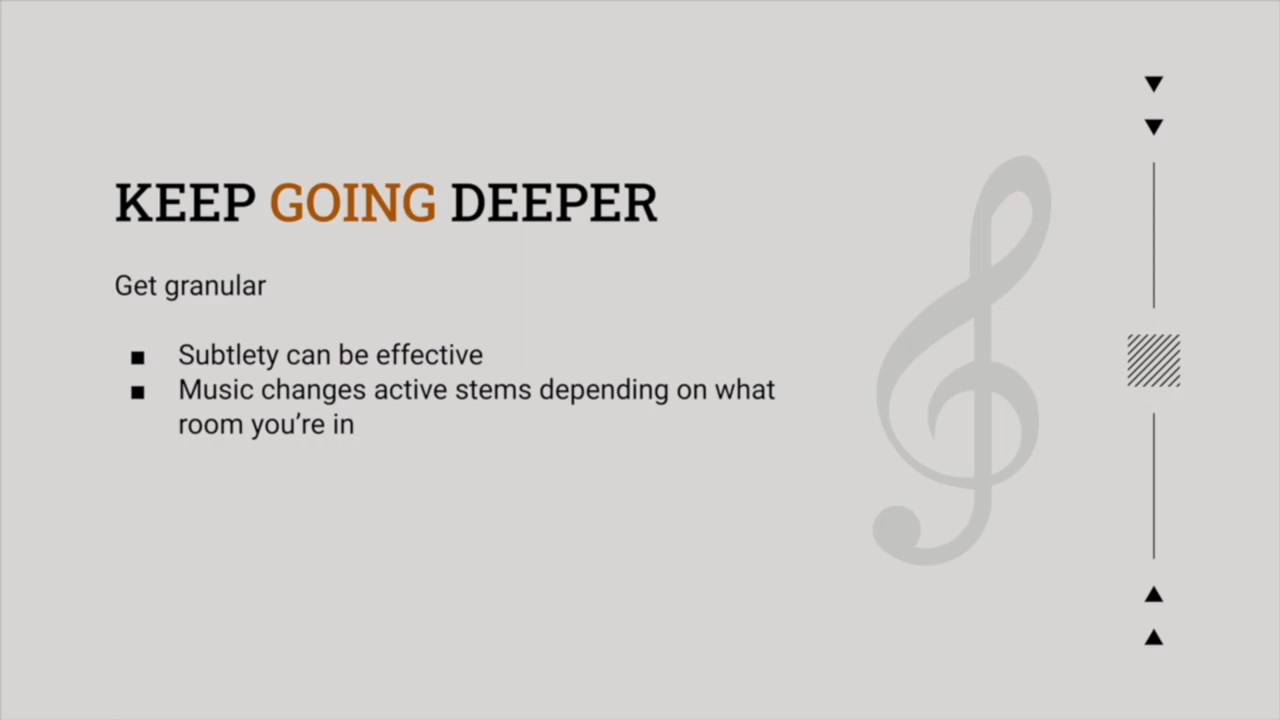 KEEP GOING DEEPER
Get granular
■ Subtlety can be effective
■ Music changes active stems depending on what
room you’re in